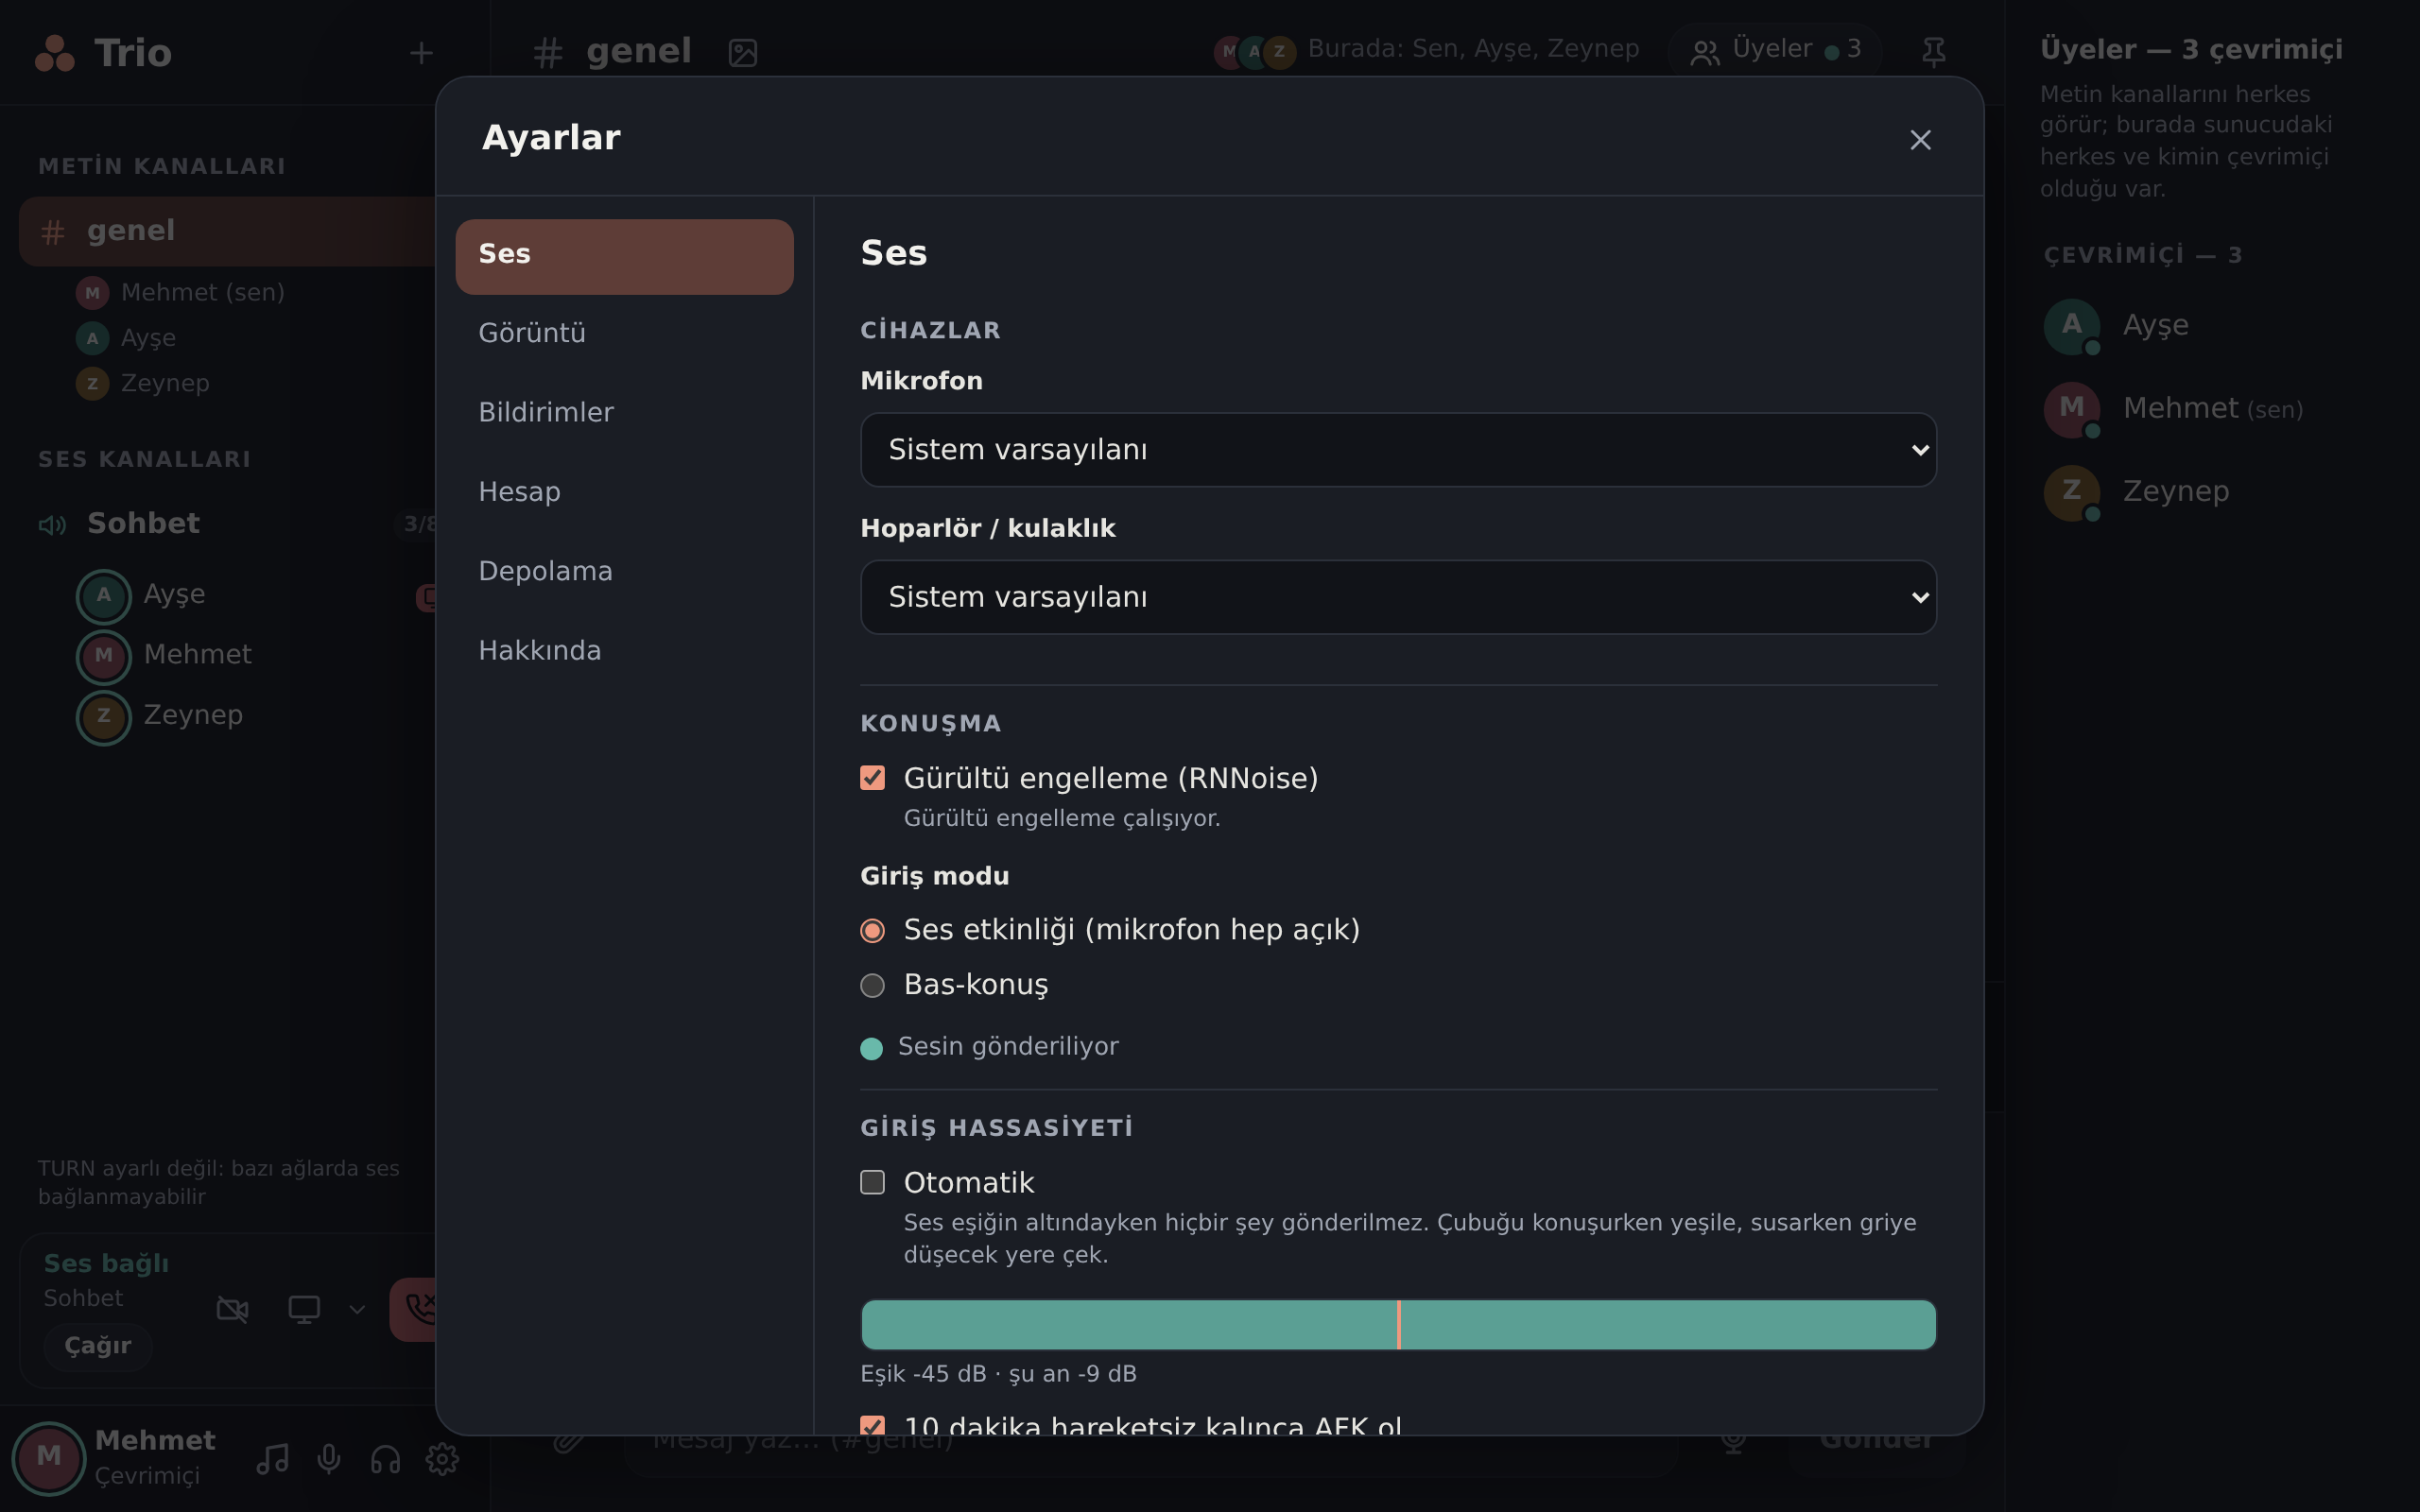 Trio
METİN KANALLARI
genel
M Mehmet (sen)
A Ayşe
Z Zeynep
SES KANALLARI
Sohbet 3/8
A Ayşe
M Mehmet
Z Zeynep
TURN ayarlı değil: bazı ağlarda ses
bağlanmayabilir
Ses bağlı
Sohbet
Çağır
M Mehmet
Çevrimiçi
# genel
M A Z Burada: Sen, Ayşe, Zeynep
Üyeler 3
Ayarlar
Ses
Görüntü
Bildirimler
Hesap
Depolama
Hakkında
Ses
CİHAZLAR
Mikrofon
Sistem varsayılanı
Hoparlör / kulaklık
Sistem varsayılanı
KONUŞMA
Gürültü engelleme (RNNoise)
Gürültü engelleme çalışıyor.
Giriş modu
Ses etkinliği (mikrofon hep açık)
Bas-konuş
Sesin gönderiliyor
GİRİŞ HASSASİYETİ
Otomatik
Ses eşiğin altındayken hiçbir şey gönderilmez. Çubuğu konuşurken yeşile, susarken griye
düşecek yere çek.
Eşik -45 dB · şu an -9 dB
10 dakika hareketsiz kalınca AFK ol
Mesaj yaz... (#genel)
Gönder
Üyeler — 3 çevrimiçi
Metin kanallarını herkes
görür; burada sunucudaki
herkes ve kimin çevrimiçi
olduğu var.
ÇEVRİMİÇİ — 3
A Ayşe
M Mehmet (sen)
Z Zeynep